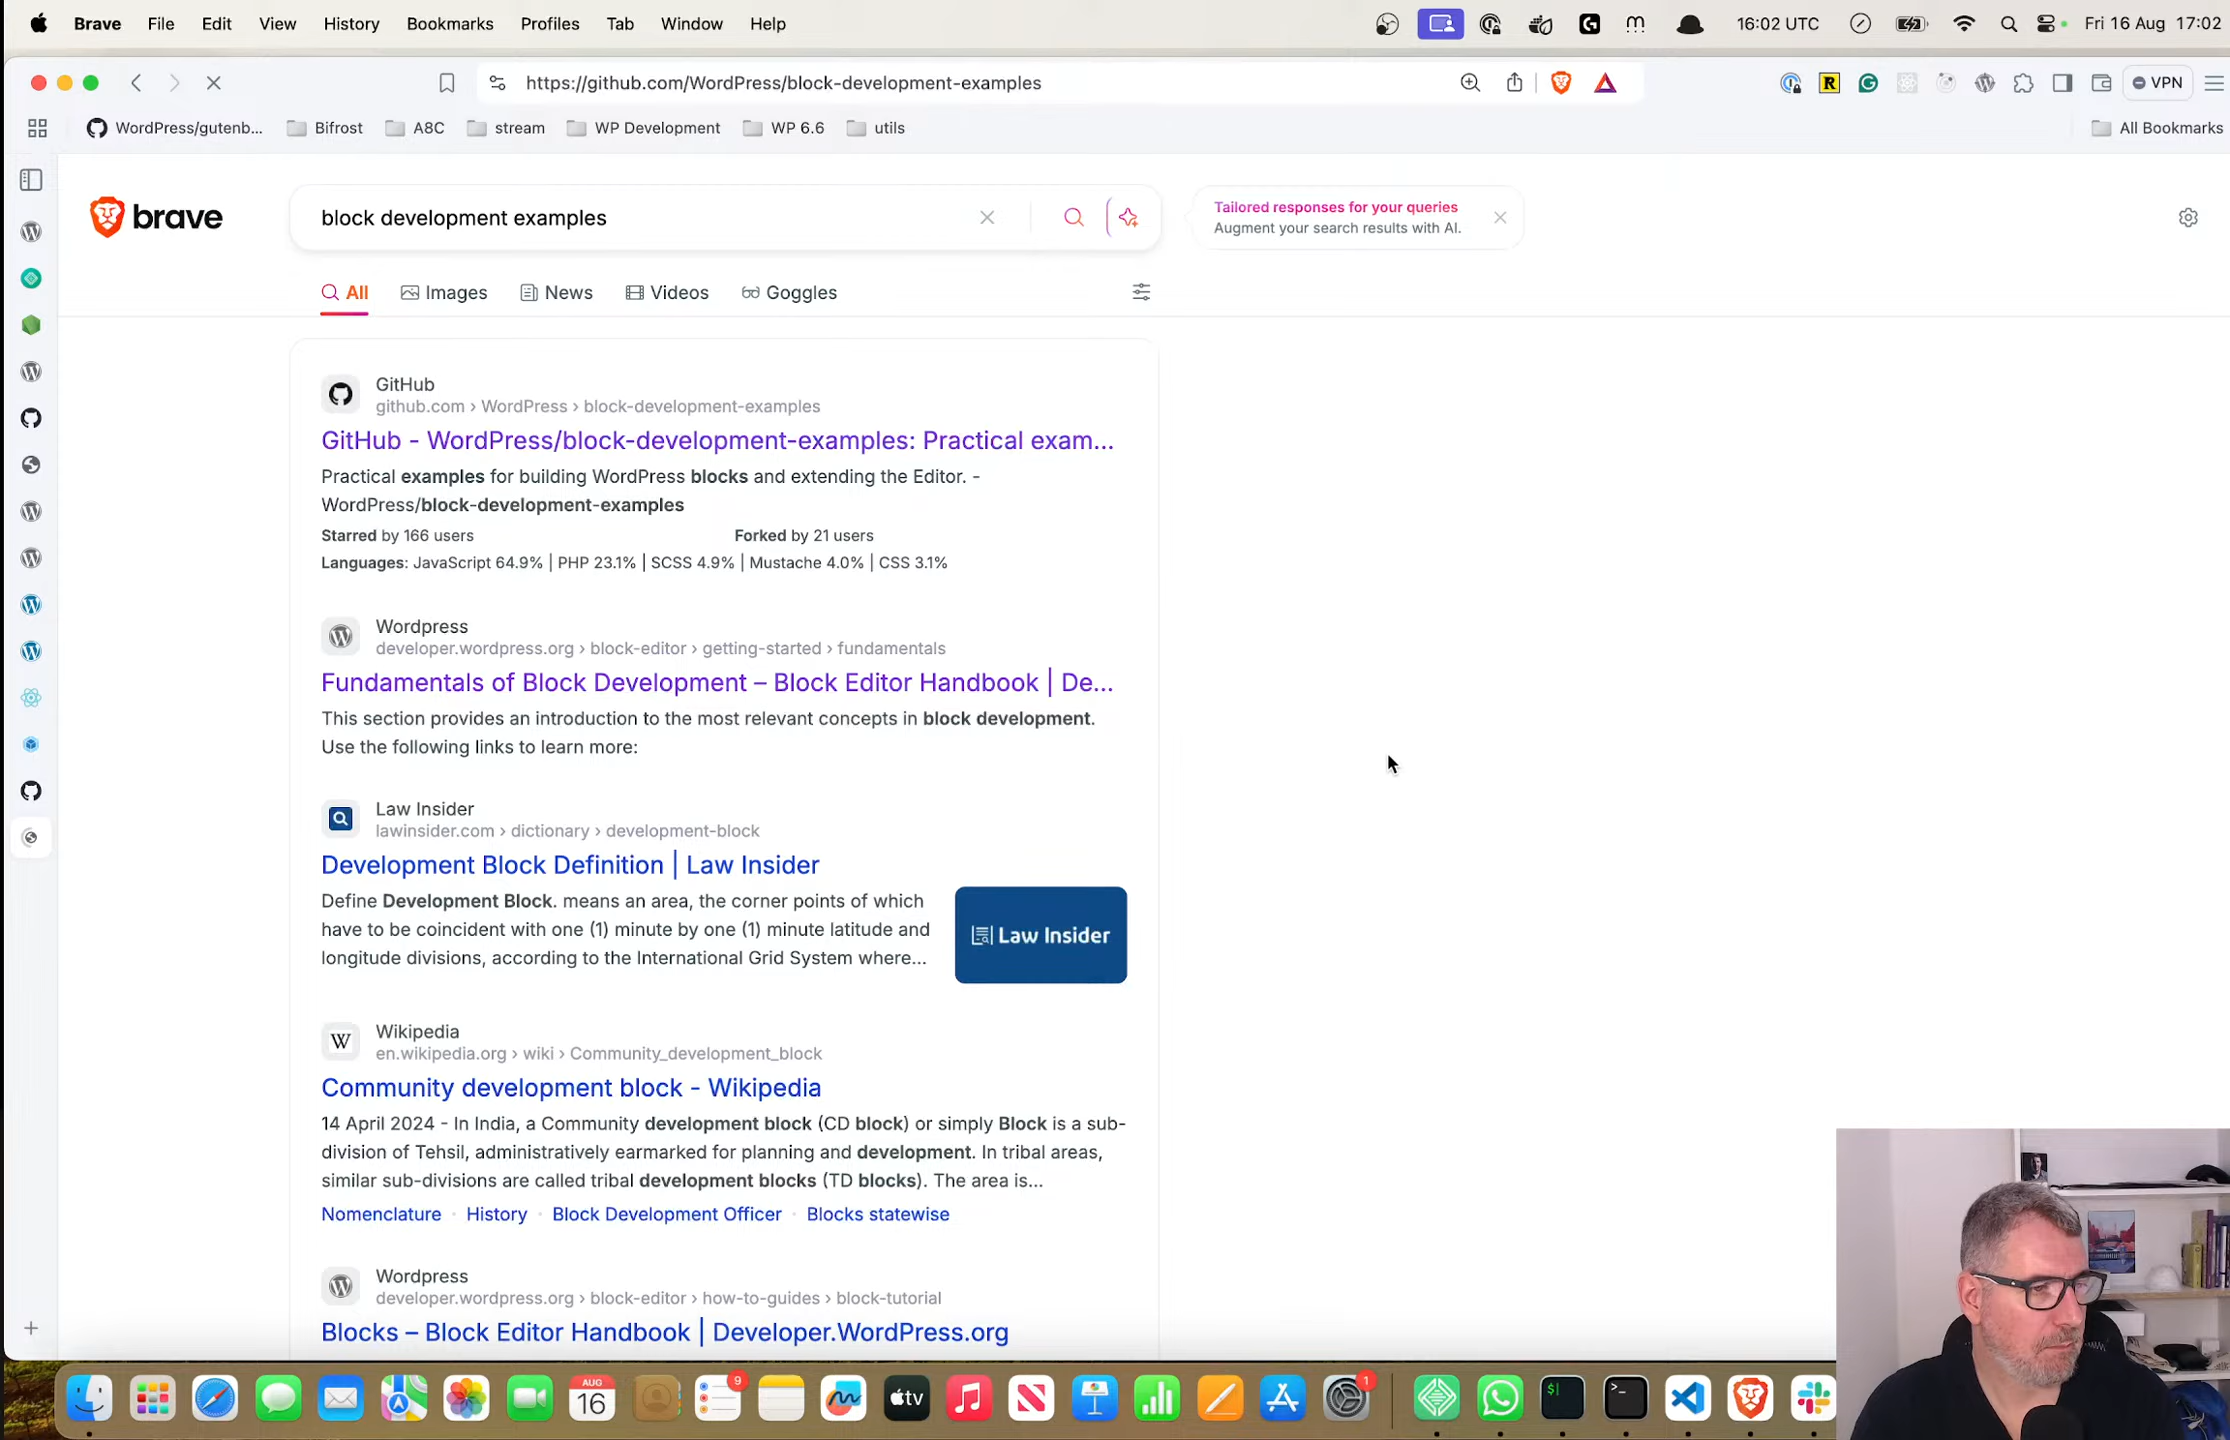 Brave File Edit View History Bookmarks Profiles Tab Window Help 16:02 UTC Fri 16 Aug 17:02
https://github.com/WordPress/block-development-examples VPN
WordPress/gutenb... Bifrost A8C stream WP Development WP 6.6 utils All Bookmarks
brave
block development examples
Tailored responses for your queries
Augment your search results with AI.
All Images News Videos Goggles
GitHub
github.com › WordPress › block-development-examples
GitHub - WordPress/block-development-examples: Practical exam...
Practical examples for building WordPress blocks and extending the Editor. -
WordPress/block-development-examples
Starred by 166 users Forked by 21 users
Languages: JavaScript 64.9% | PHP 23.1% | SCSS 4.9% | Mustache 4.0% | CSS 3.1%
Wordpress
developer.wordpress.org › block-editor › getting-started › fundamentals
Fundamentals of Block Development – Block Editor Handbook | De...
This section provides an introduction to the most relevant concepts in block development.
Use the following links to learn more:
Law Insider
lawinsider.com › dictionary › development-block
Development Block Definition | Law Insider
Define Development Block. means an area, the corner points of which
have to be coincident with one (1) minute by one (1) minute latitude and
longitude divisions, according to the International Grid System where...
Law Insider
Wikipedia
en.wikipedia.org › wiki › Community_development_block
Community development block - Wikipedia
14 April 2024 - In India, a Community development block (CD block) or simply Block is a sub-
division of Tehsil, administratively earmarked for planning and development. In tribal areas,
similar sub-divisions are called tribal development blocks (TD blocks). The area is...
Nomenclature · History · Block Development Officer · Blocks statewise
Wordpress
developer.wordpress.org › block-editor › how-to-guides › block-tutorial
Blocks – Block Editor Handbook | Developer.WordPress.org
AUG
16
9
tv
1